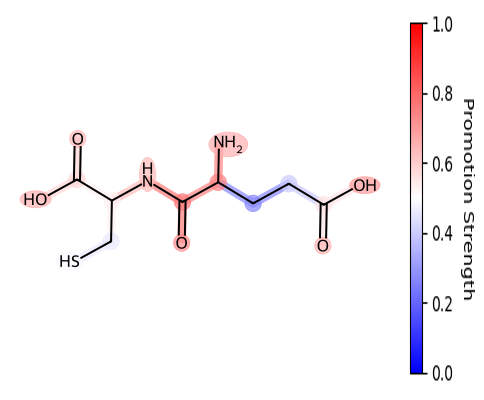 1.0
0.8
0.6
0.4
0.2
0.0
Promotion Strength
O
HO
H
N
NH2
OH
O
O
HS